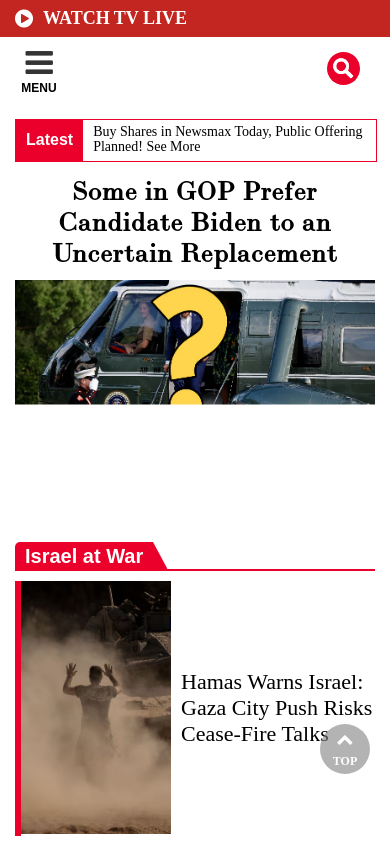 WATCH TV LIVE
MENU
Latest
Buy Shares in Newsmax Today, Public Offering
Planned! See More
Some in GOP Prefer
Candidate Biden to an
Uncertain Replacement
?
Israel at War
Hamas Warns Israel:
Gaza City Push Risks
Cease-Fire Talks
TOP